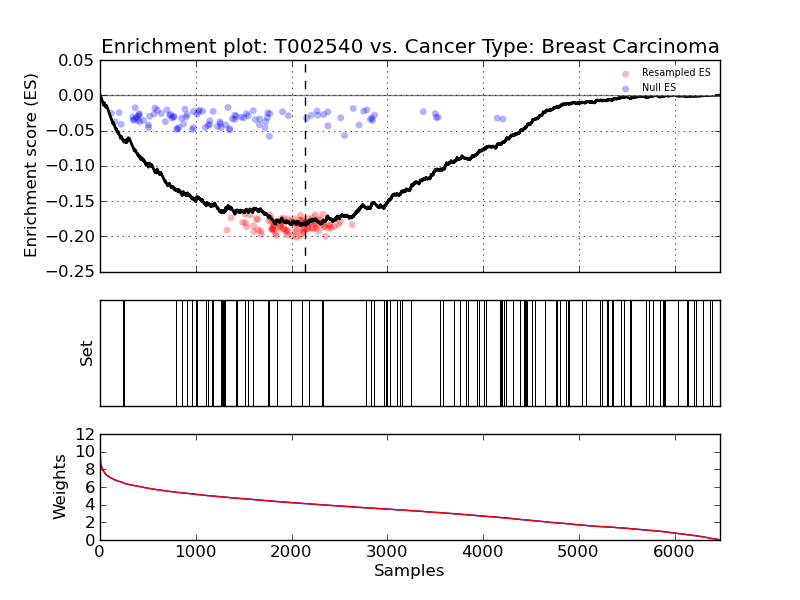 Enrichment plot: T002540 vs. Cancer Type: Breast Carcinoma
0.05
0.00
−0.05
−0.10
−0.15
−0.20
−0.25
Enrichment score (ES)
Resampled ES
Null ES
Set
12
10
8
6
4
2
0
Weights
0 1000 2000 3000 4000 5000 6000
Samples